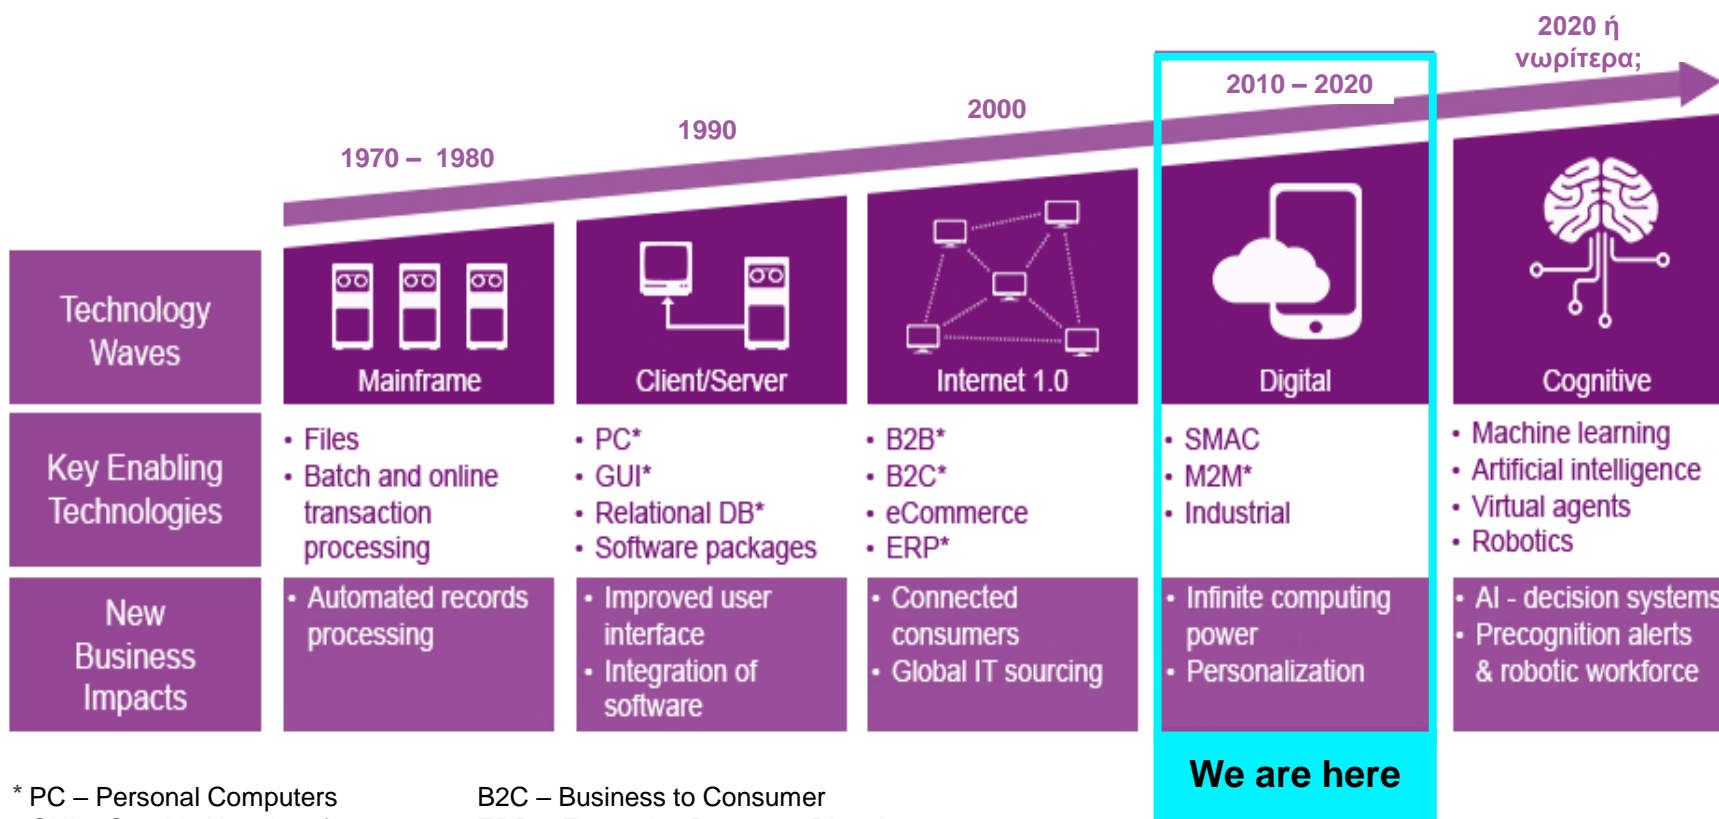 2020 ή
νωρίτερα;
2010 – 2020
2000
1990
1970 – 1980
Technology
Waves
Mainframe
Client/Server
Internet 1.0
Digital
Cognitive
Key Enabling
Technologies
• Files
• Batch and online
transaction
processing
• PC*
• GUI*
• Relational DB*
• Software packages
• B2B*
• B2C*
• eCommerce
• ERP*
• SMAC
• M2M*
• Industrial
• Machine learning
• Artificial intelligence
• Virtual agents
• Robotics
New
Business
Impacts
• Automated records
processing
• Improved user
interface
• Integration of
software
• Connected
consumers
• Global IT sourcing
• Infinite computing
power
• Personalization
• AI - decision systems
• Precognition alerts
& robotic workforce
We are here
* PC – Personal Computers
B2C – Business to Consumer